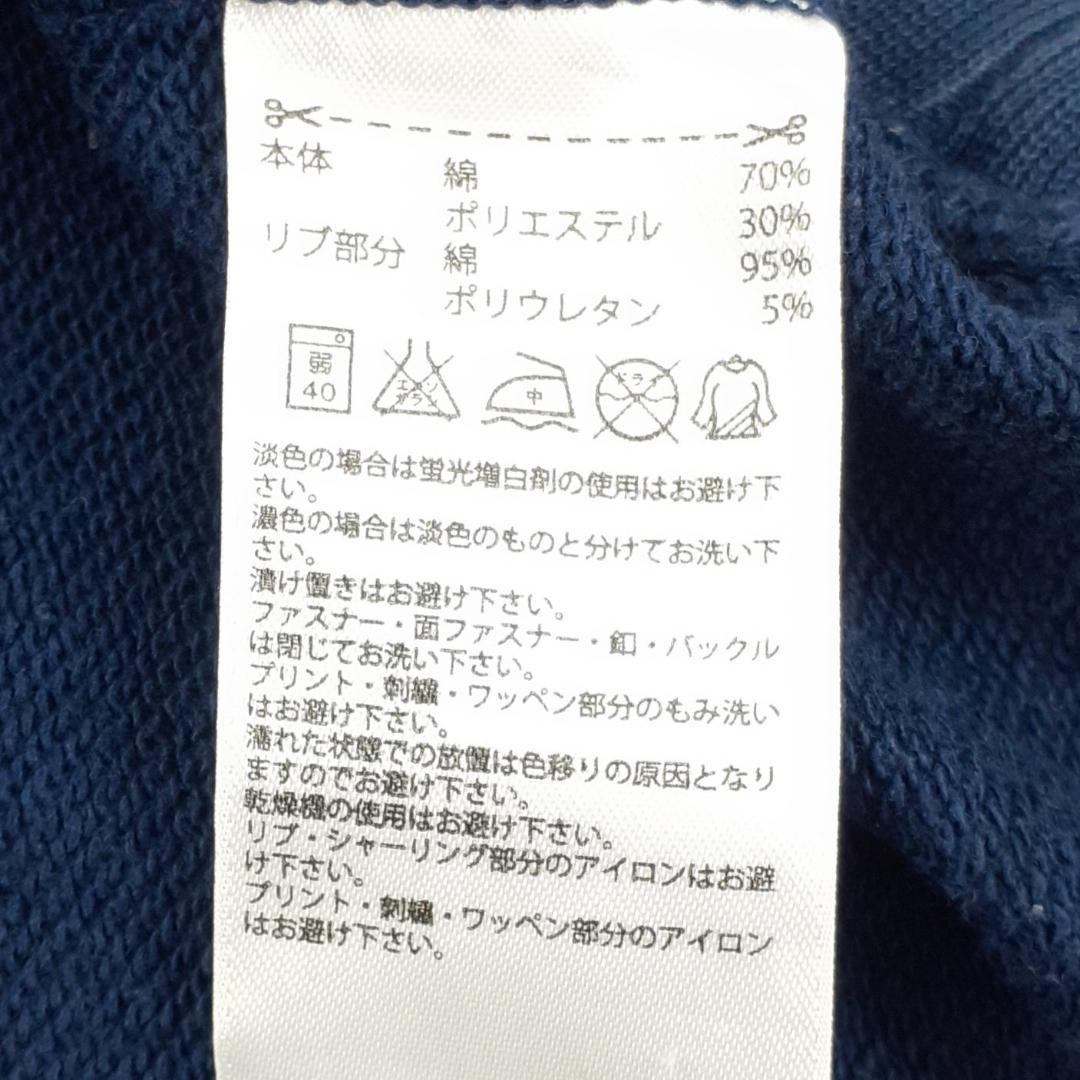 本体 綿 70%
ポリエステル 30%
リブ部分 綿 95%
ポリウレタン 5%
弱 40
エンソ サラシ
中
ドライ
淡色の場合は蛍光増白剤の使用はお避け下
さい。
濃色の場合は淡色のものと分けてお洗い下
さい。
漬け置きはお避け下さい。
ファスナー・面ファスナー・釦・バックル
は閉じてお洗い下さい。
プリント・刺繍・ワッペン部分のもみ洗い
はお避け下さい。
濡れた状態での放置は色移りの原因となり
ますのでお避け下さい。
乾燥機の使用はお避け下さい。
リブ・シャーリング部分のアイロンはお避
け下さい。
プリント・刺繍・ワッペン部分のアイロン
はお避け下さい。